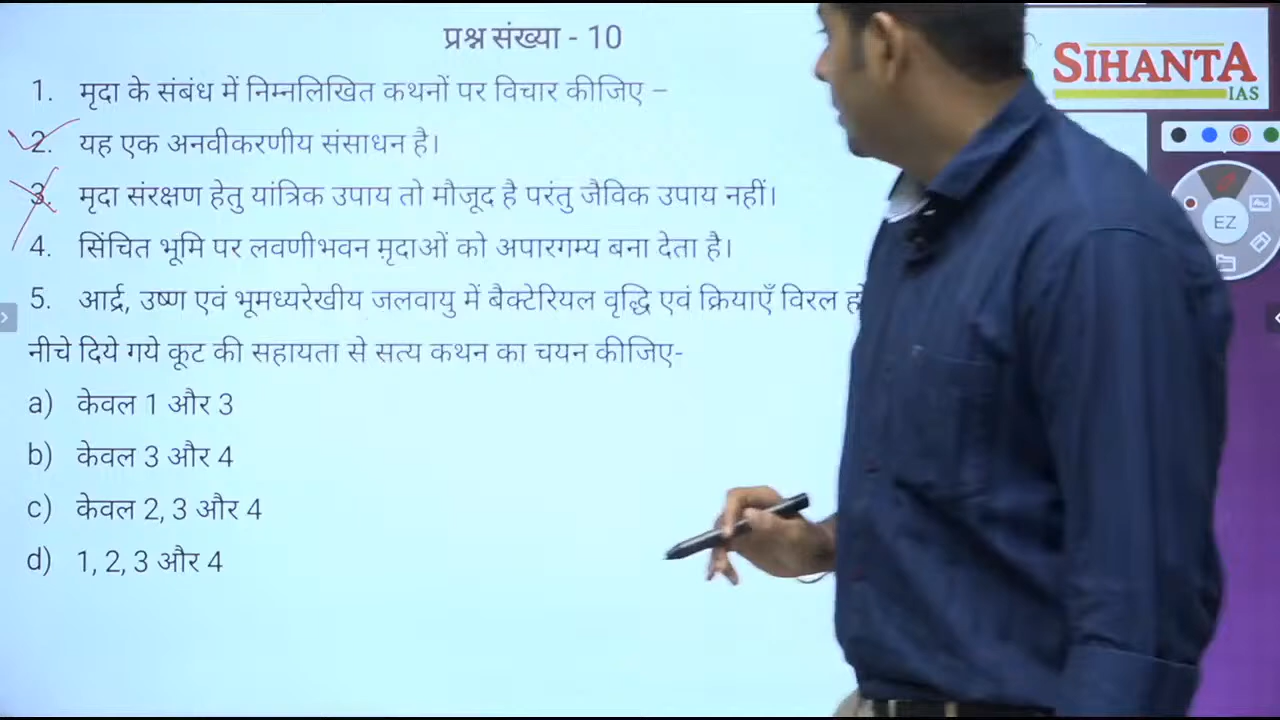 प्रश्न संख्या - 10
SIHANTA
IAS
1. मृदा के संबंध में निम्नलिखित कथनों पर विचार कीजिए –
2. यह एक अनवीकरणीय संसाधन है।
3. मृदा संरक्षण हेतु यांत्रिक उपाय तो मौजूद है परंतु जैविक उपाय नहीं।
EZ
4. सिंचित भूमि पर लवणीभवन मृदाओं को अपारगम्य बना देता है।
5. आर्द्र, उष्ण एवं भूमध्यरेखीय जलवायु में बैक्टेरियल वृद्धि एवं क्रियाएँ विरल
नीचे दिये गये कूट की सहायता से सत्य कथन का चयन कीजिए-
a) केवल 1 और 3
b) केवल 3 और 4
c) केवल 2, 3 और 4
d) 1, 2, 3 और 4